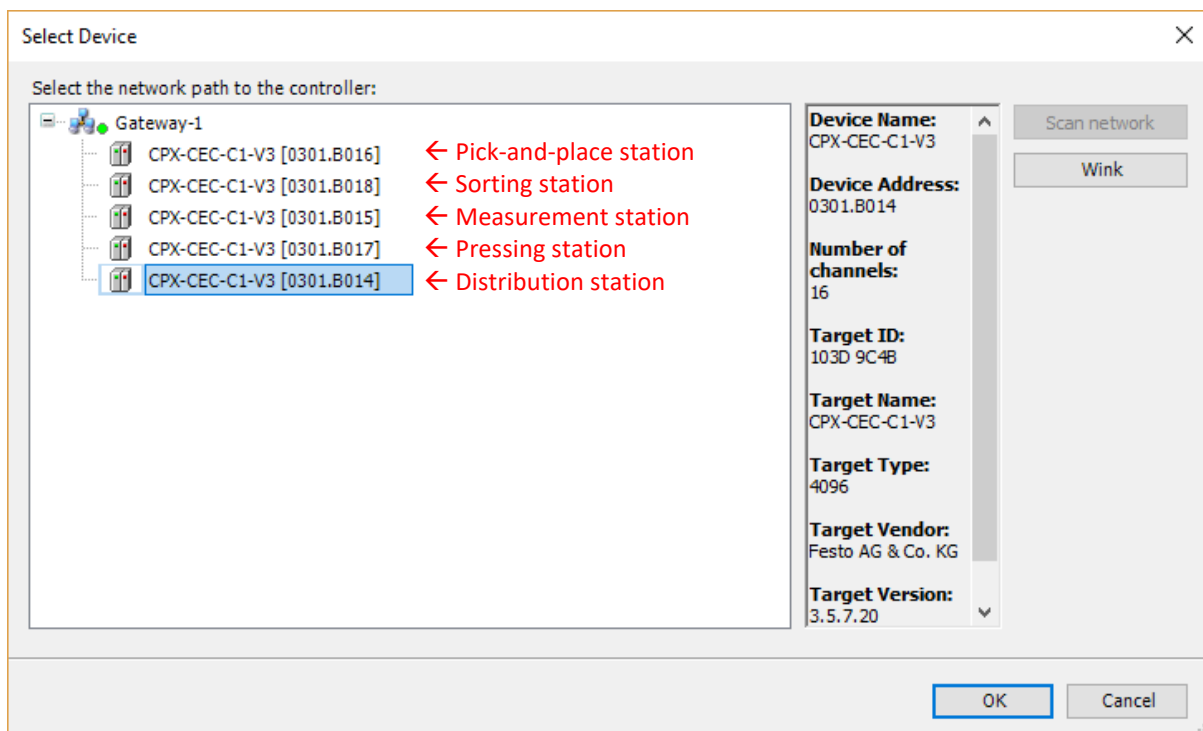 Select Device
Select the network path to the controller:
Gateway-1
CPX-CEC-C1-V3 [0301.B016] ← Pick-and-place station
CPX-CEC-C1-V3 [0301.B018] ← Sorting station
CPX-CEC-C1-V3 [0301.B015] ← Measurement station
CPX-CEC-C1-V3 [0301.B017] ← Pressing station
CPX-CEC-C1-V3 [0301.B014] ← Distribution station
Device Name:
CPX-CEC-C1-V3
Device Address:
0301.B014
Number of
channels:
16
Target ID:
103D 9C4B
Target Name:
CPX-CEC-C1-V3
Target Type:
4096
Target Vendor:
Festo AG & Co. KG
Target Version:
3.5.7.20
Scan network
Wink
OK
Cancel